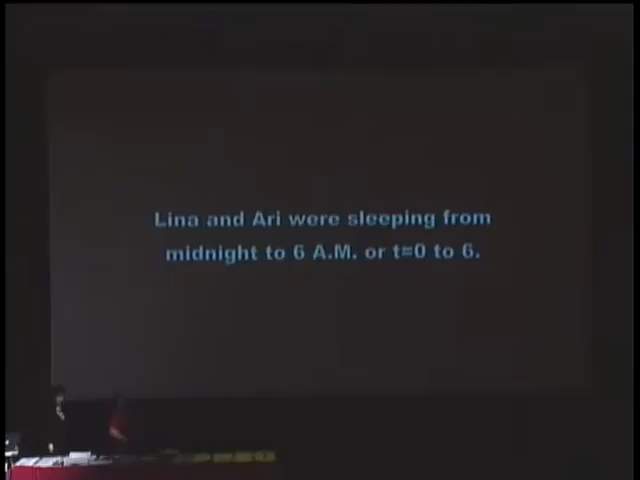 Lina and Ari were sleeping from
midnight to 6 A.M. or t=0 to 6.